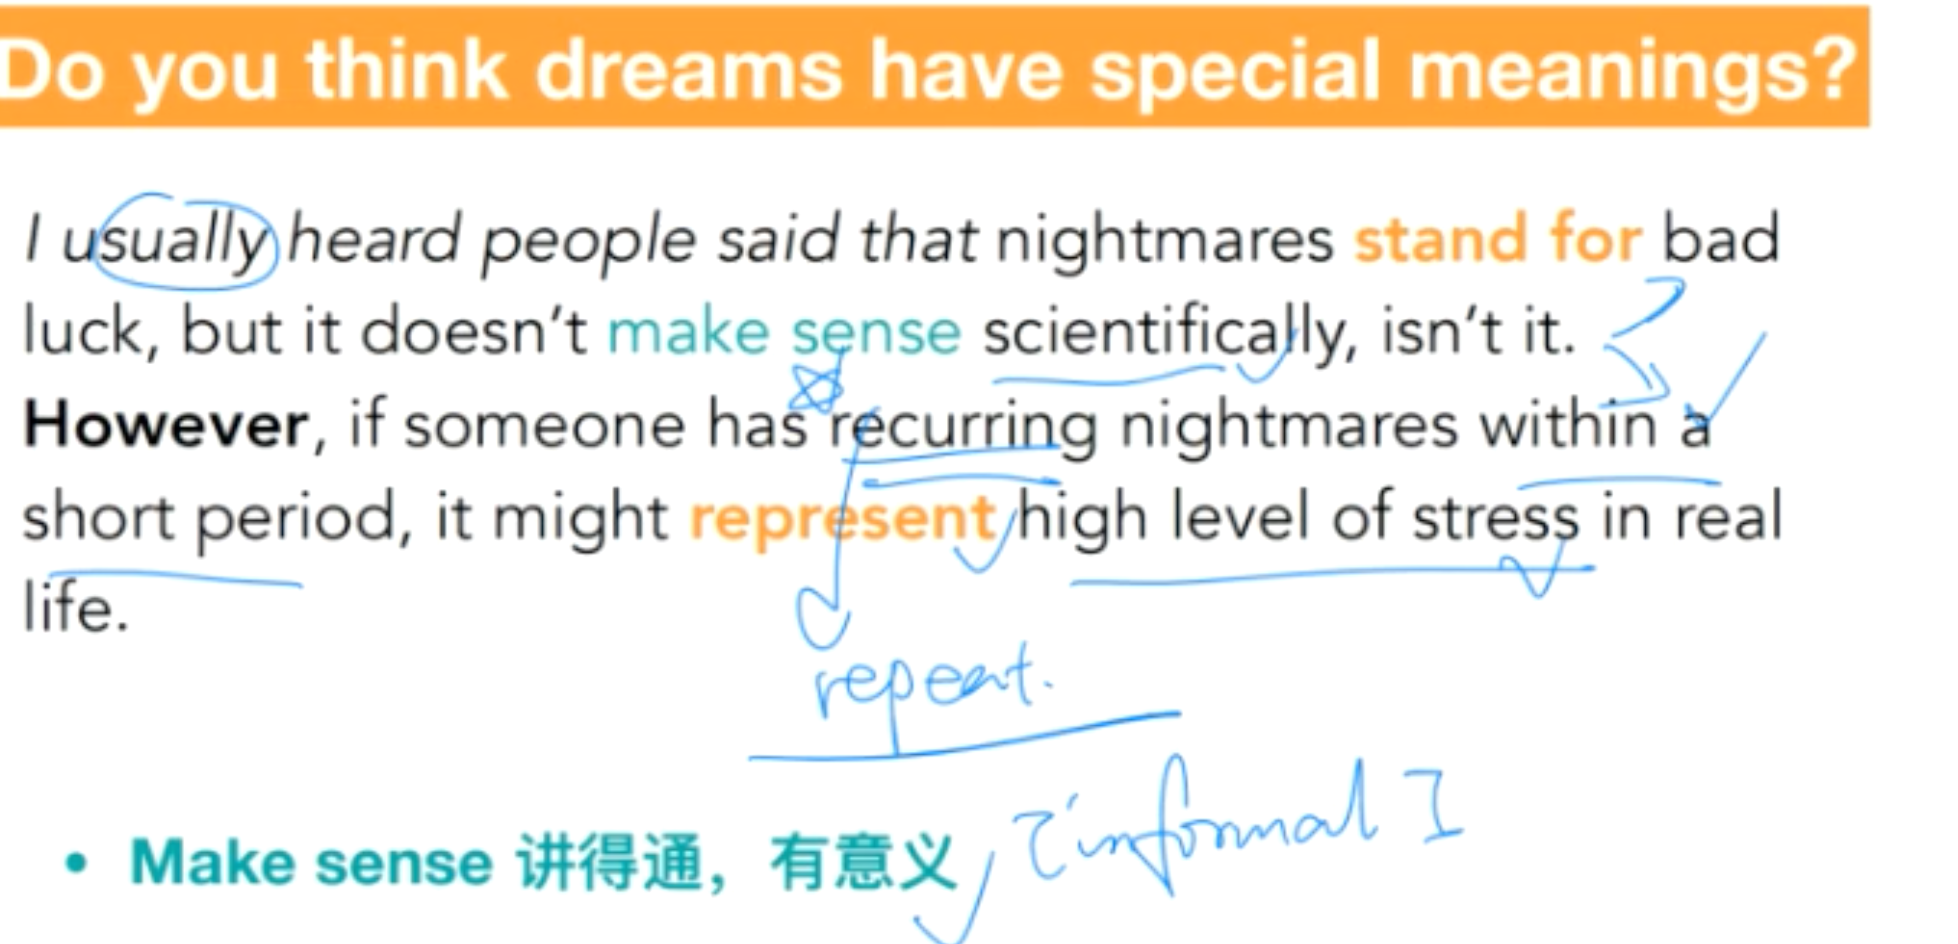 Do you think dreams have special meanings?
I usually heard people said that nightmares stand for bad
luck, but it doesn't make sense scientifically, isn't it.
However, if someone has recurring nightmares within a
short period, it might represent high level of stress in real
life.
repeat.
• Make sense 讲得通，有意义 [informal]